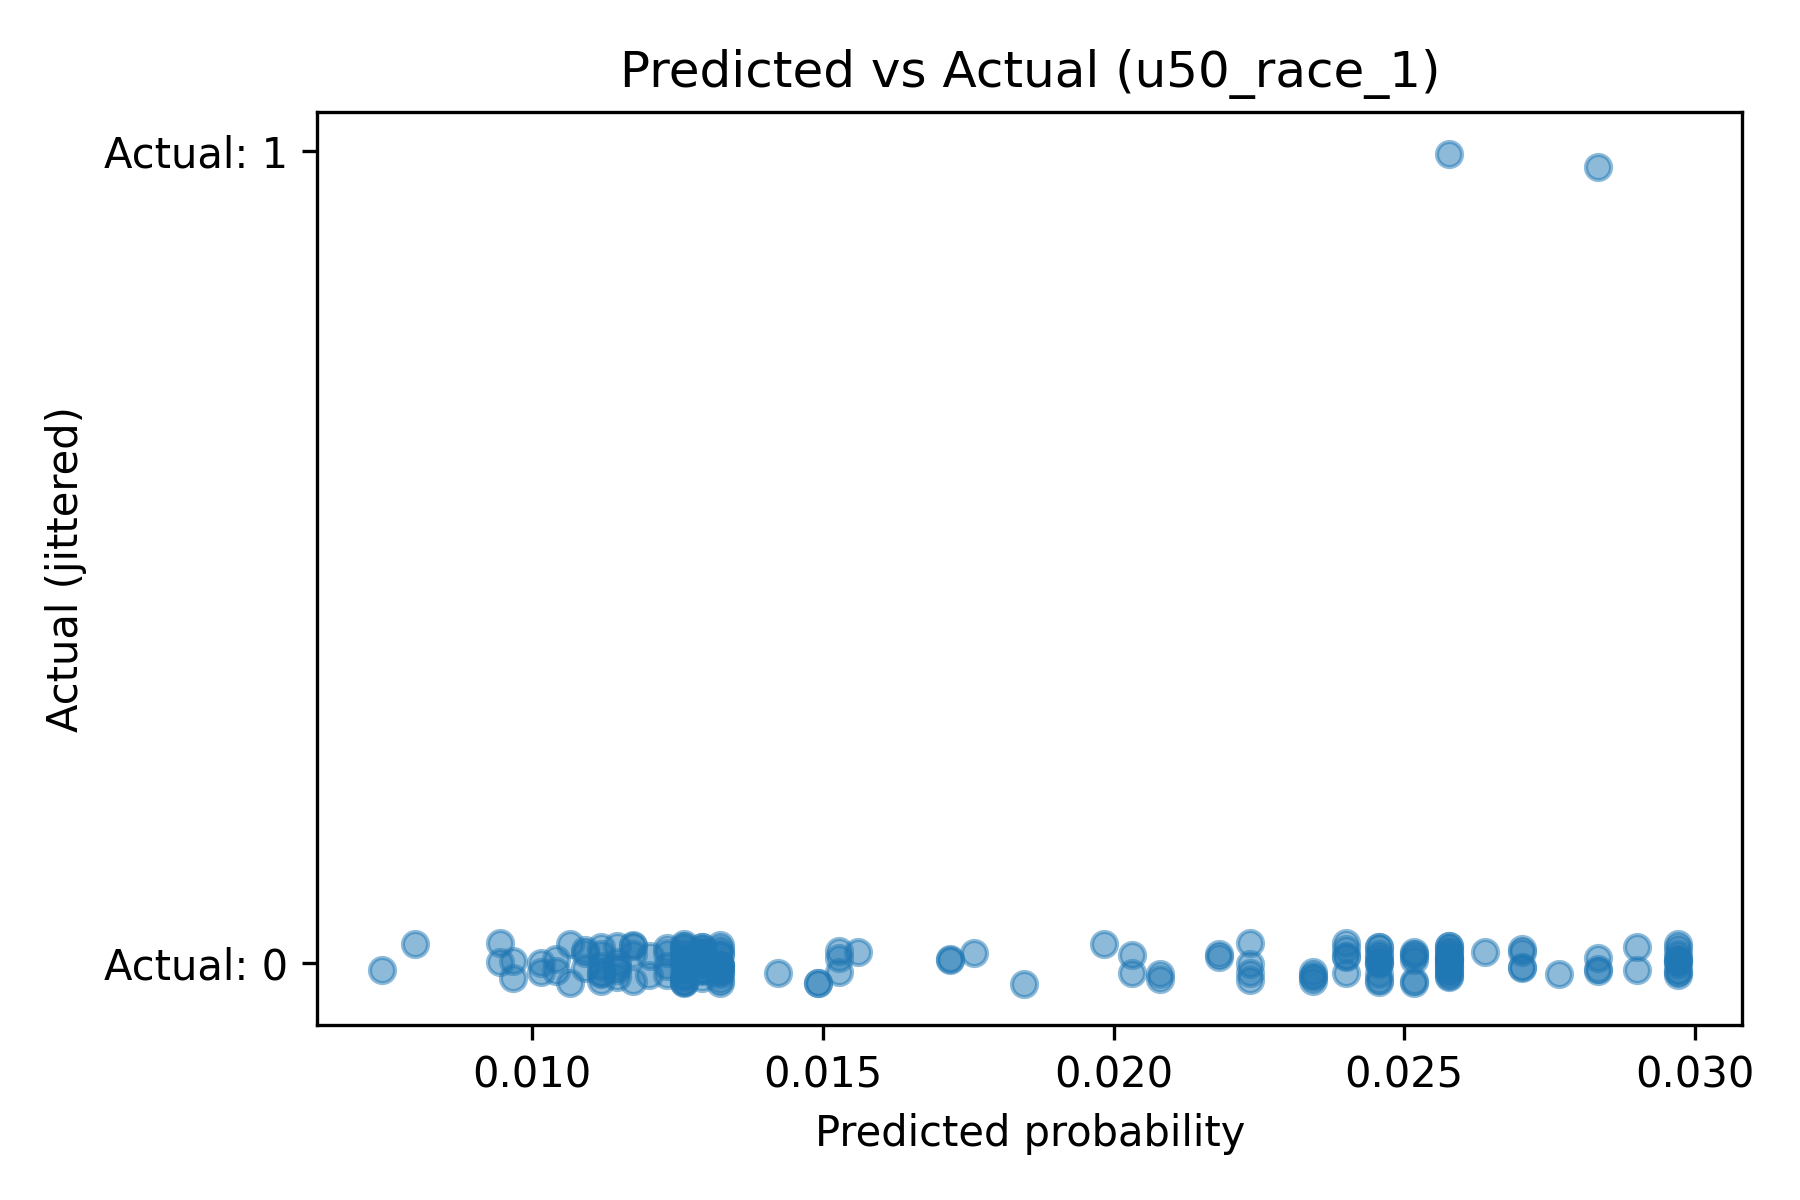 Predicted vs Actual (u50_race_1)
Actual: 1
Actual (jittered)
Actual: 0
0.010 0.015 0.020 0.025 0.030
Predicted probability